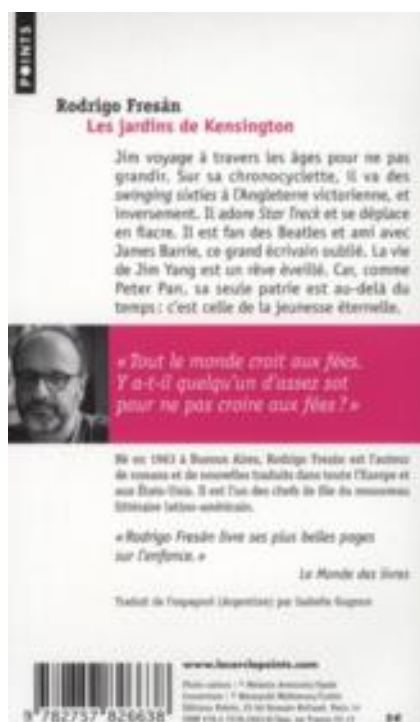 POINTS
Rodrigo Fresán
Les jardins de Kensington
Jim voyage à travers les âges pour ne pas
grandir. Sur sa chronocyclette, il va des
swinging sixties à l'Angleterre victorienne, et
inversement. Il adore Star Treck et se déplace
en fiacre. Il est fan des Beatles et ami avec
James Barrie, ce grand écrivain oublié. La vie
de Jim Yang est un rêve éveillé. Car, comme
Peter Pan, sa seule patrie est au-delà du
temps : c'est celle de la jeunesse éternelle.
« Tout le monde croit aux fées.
Y a-t-il quelqu'un d'assez sot
pour ne pas croire aux fées ? »
Né en 1963 à Buenos Aires, Rodrigo Fresán est l'auteur
de romans et de nouvelles traduits dans toute l'Europe et
aux États-Unis. Il est l'un des chefs de file du renouveau
littéraire latino-américain.
« Rodrigo Fresán livre ses plus belles pages
sur l'enfance. »
Le Monde des livres
Traduit de l'espagnol (Argentine) par Isabelle Gugnon
www.lecerclepoints.com
9 782757 826638